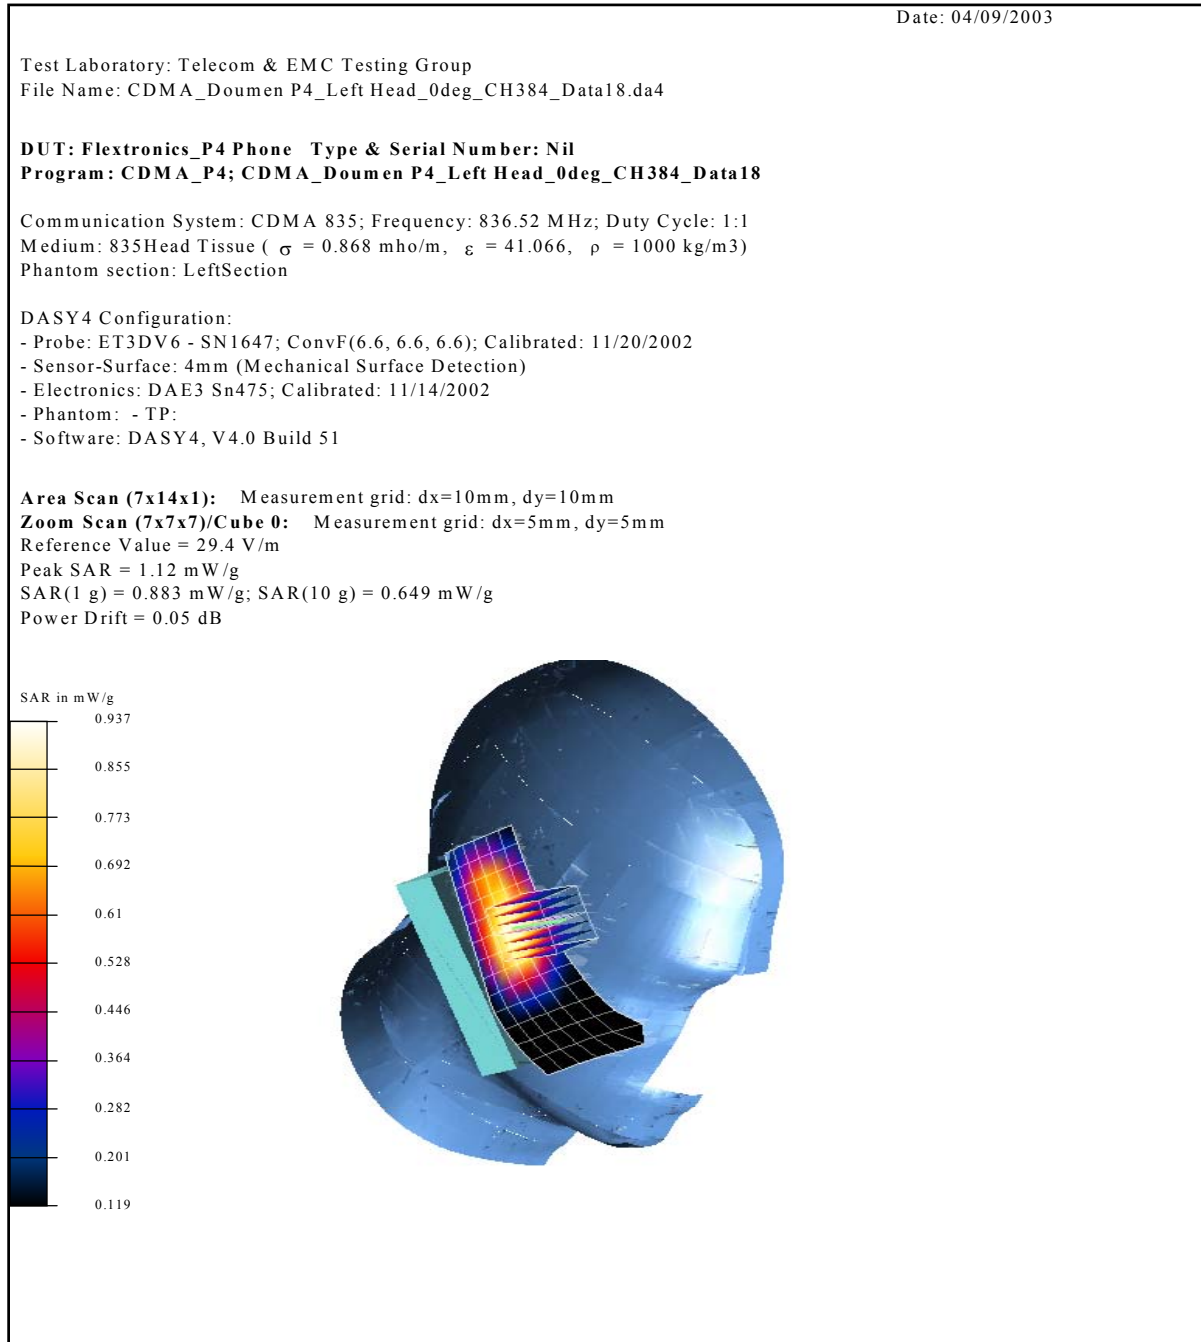 Date: 04/09/2003
Test Laboratory: Telecom & EMC Testing Group
File Name: CDMA_Doumen P4_Left Head_0deg_CH384_Data18.da4
DUT: Flextronics_P4 Phone Type & Serial Number: Nil
Program: CDMA_P4; CDMA_Doumen P4_Left Head_0deg_CH384_Data18
Communication System: CDMA 835; Frequency: 836.52 MHz; Duty Cycle: 1:1
Medium: 835Head Tissue ( σ = 0.868 mho/m, ε = 41.066, ρ = 1000 kg/m3)
Phantom section: LeftSection
DASY4 Configuration:
- Probe: ET3DV6 - SN1647; ConvF(6.6, 6.6, 6.6); Calibrated: 11/20/2002
- Sensor-Surface: 4mm (Mechanical Surface Detection)
- Electronics: DAE3 Sn475; Calibrated: 11/14/2002
- Phantom: - TP:
- Software: DASY4, V4.0 Build 51
Area Scan (7x14x1): Measurement grid: dx=10mm, dy=10mm
Zoom Scan (7x7x7)/Cube 0: Measurement grid: dx=5mm, dy=5mm
Reference Value = 29.4 V/m
Peak SAR = 1.12 mW/g
SAR(1 g) = 0.883 mW/g; SAR(10 g) = 0.649 mW/g
Power Drift = 0.05 dB
SAR in mW/g
0.937
0.855
0.773
0.692
0.61
0.528
0.446
0.364
0.282
0.201
0.119